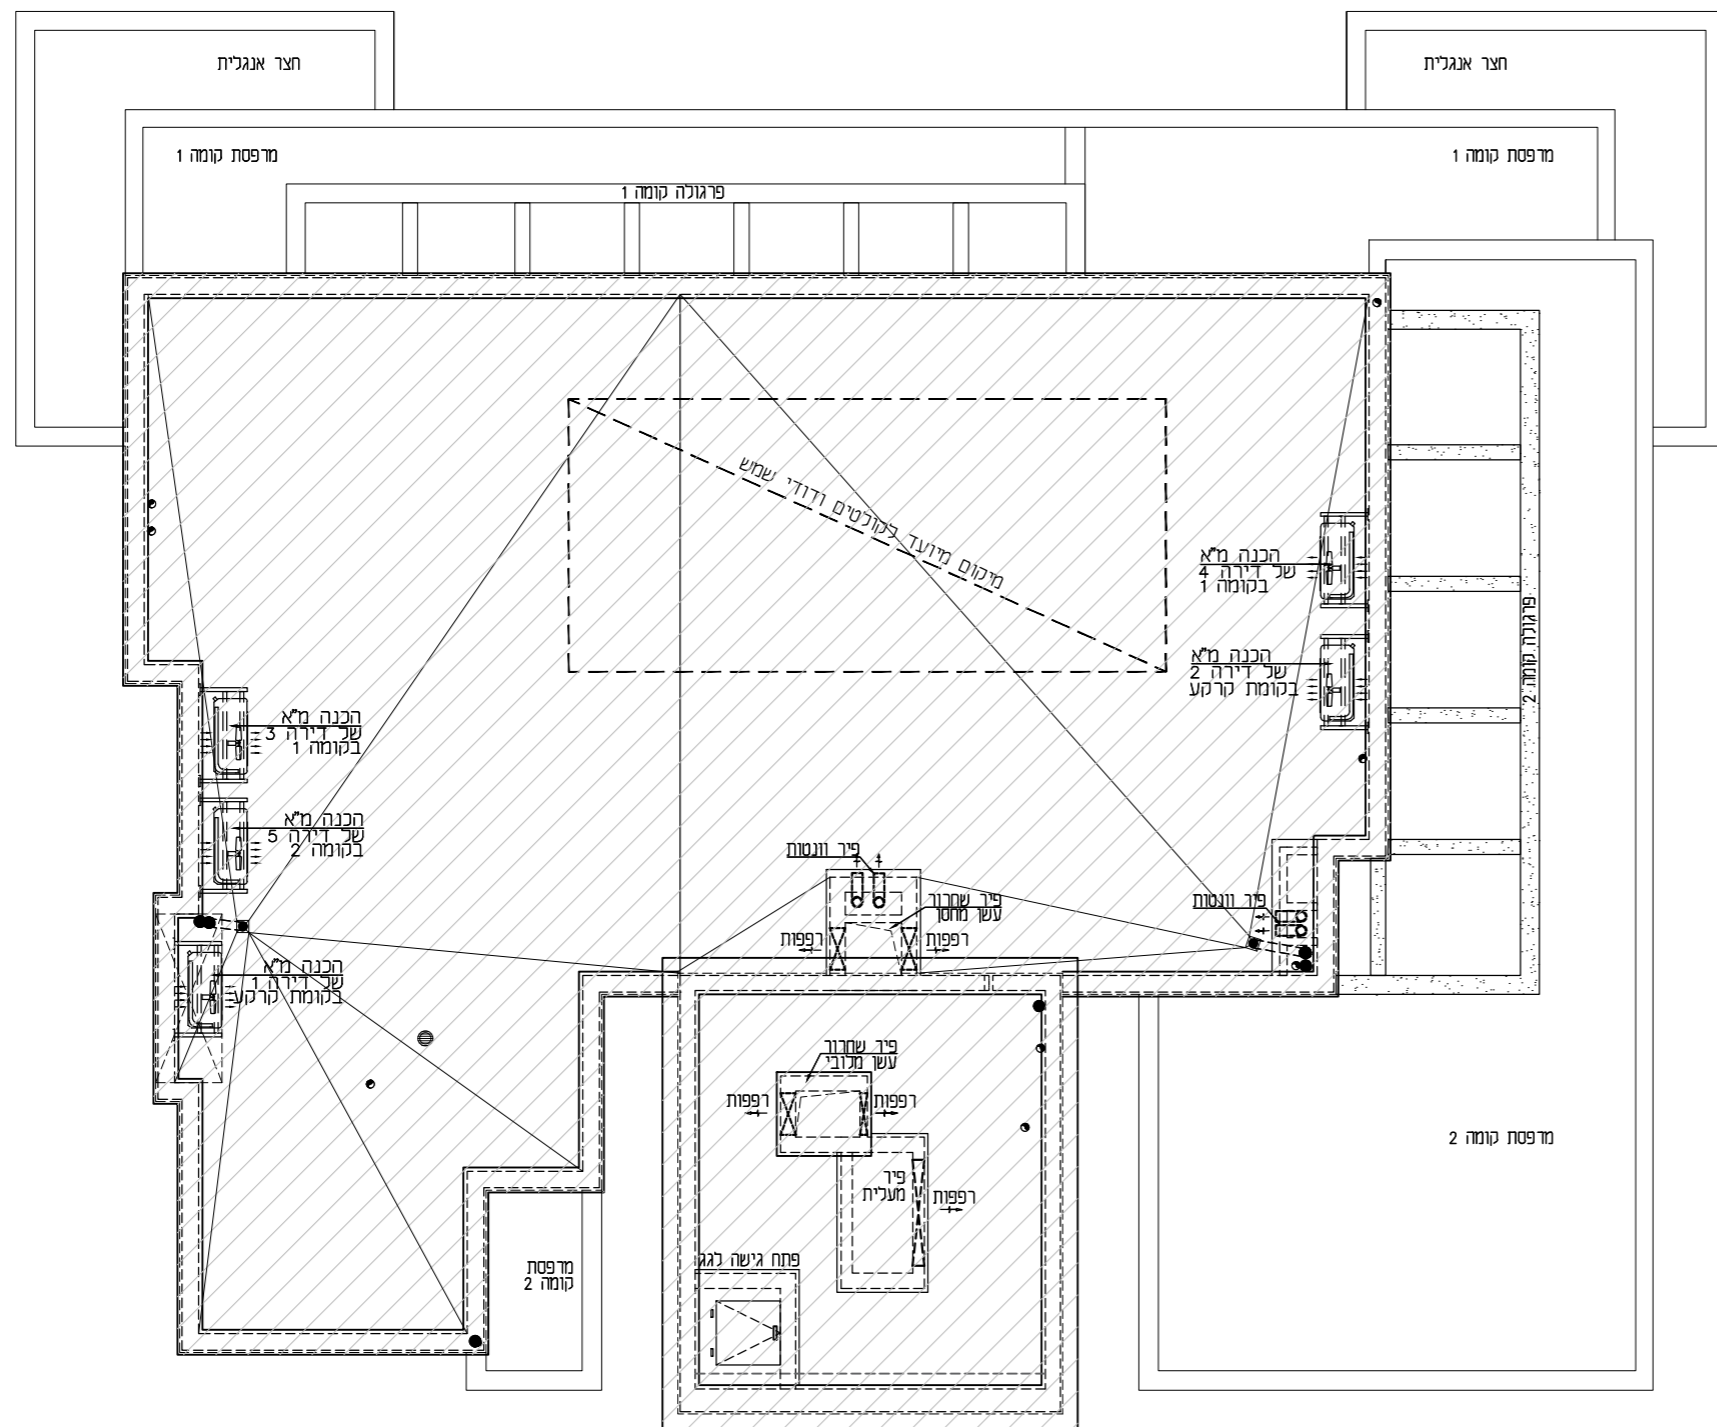 חצר אנגלית
חצר אנגלית
מרפסת קומה 1
מרפסת קומה 1
פרגולה קומה 1
מיקום מיועד לקולטים ודודי שמש
הכנה מ"א
של דירה 4
בקומה 1
הכנה מ"א
של דירה 2
בקומת קרקע
פרגולה קומה 2
הכנה מ"א
של דירה 3
בקומה 1
הכנה מ"א
של דירה 5
בקומה 2
פיר וונטות
פיר שחרור
עשן מחסן
פיר וונטות
רפפות
רפפות
הכנה מ"א
של דירה 1
בקומת קרקע
פיר שחרור
עשן מלובי
רפפות
רפפות
מרפסת קומה 2
פיר
מעלית
רפפות
פתח גישה לגג
מרפסת
קומה 2